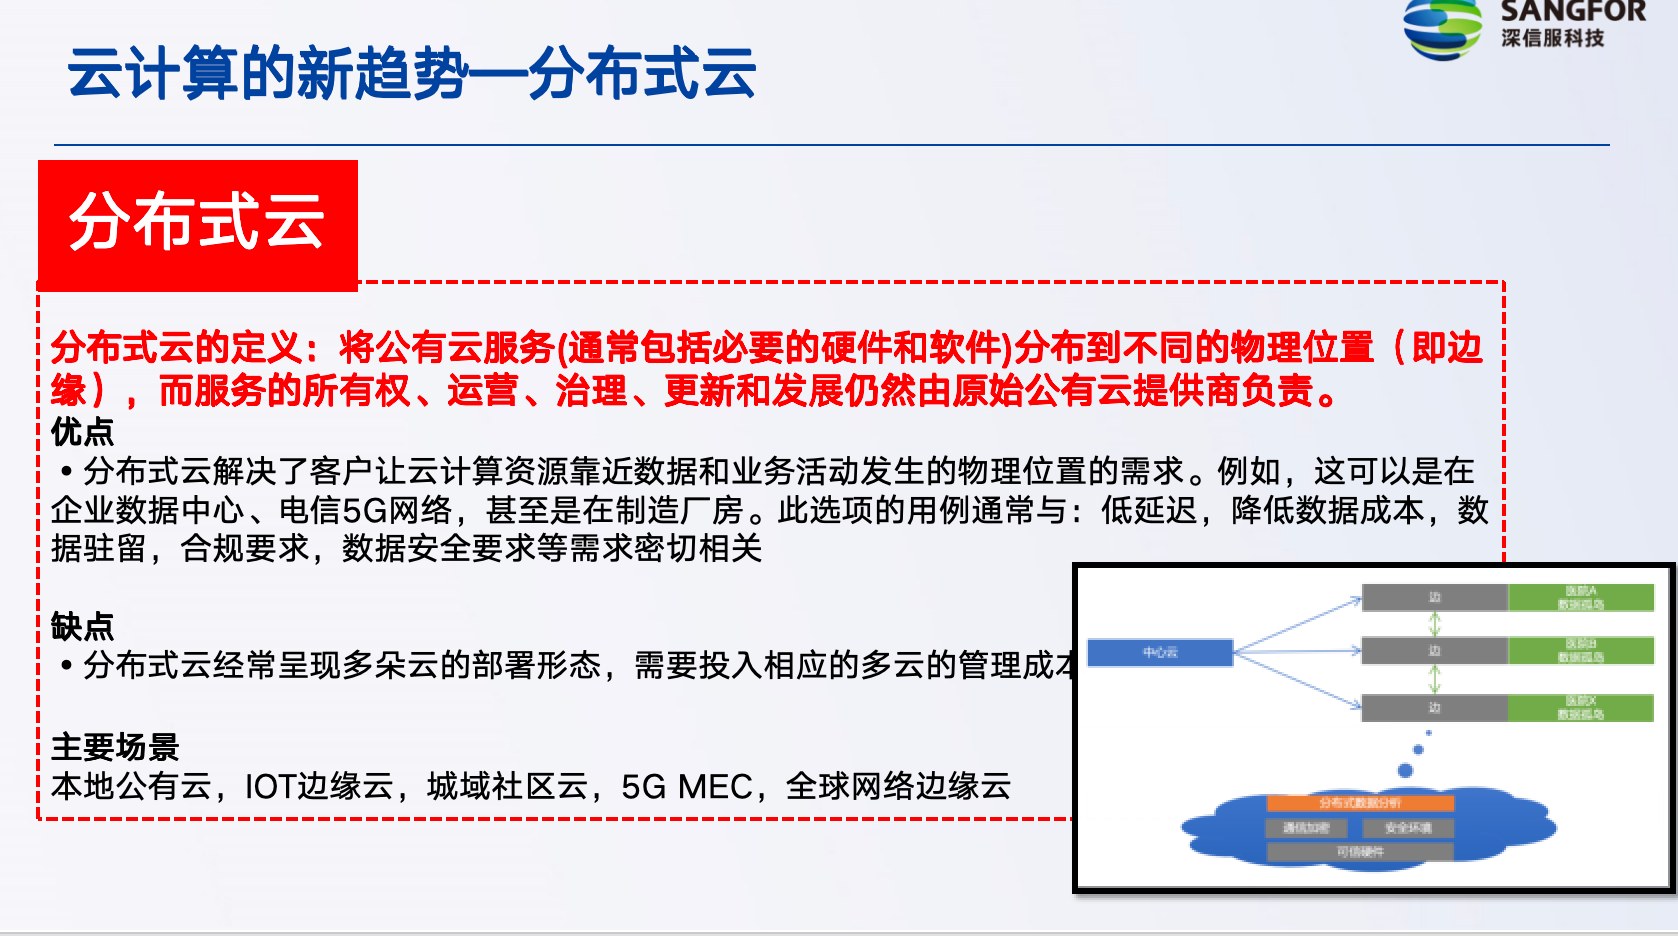 SANGFOR
深信服科技
云计算的新趋势—分布式云
分布式云
分布式云的定义：将公有云服务(通常包括必要的硬件和软件)分布到不同的物理位置（即边
缘），而服务的所有权、运营、治理、更新和发展仍然由原始公有云提供商负责。
优点
• 分布式云解决了客户让云计算资源靠近数据和业务活动发生的物理位置的需求。例如，这可以是在
企业数据中心、电信5G网络，甚至是在制造厂房。此选项的用例通常与：低延迟，降低数据成本，数
据驻留，合规要求，数据安全要求等需求密切相关
缺点
• 分布式云经常呈现多朵云的部署形态，需要投入相应的多云的管理成本
主要场景
本地公有云，IOT边缘云，城域社区云，5G MEC，全球网络边缘云
中心云
边
医院A
数据孤岛
边
医院B
数据孤岛
边
医院X
数据孤岛
分布式数据分析
通信加密
安全环境
可信硬件